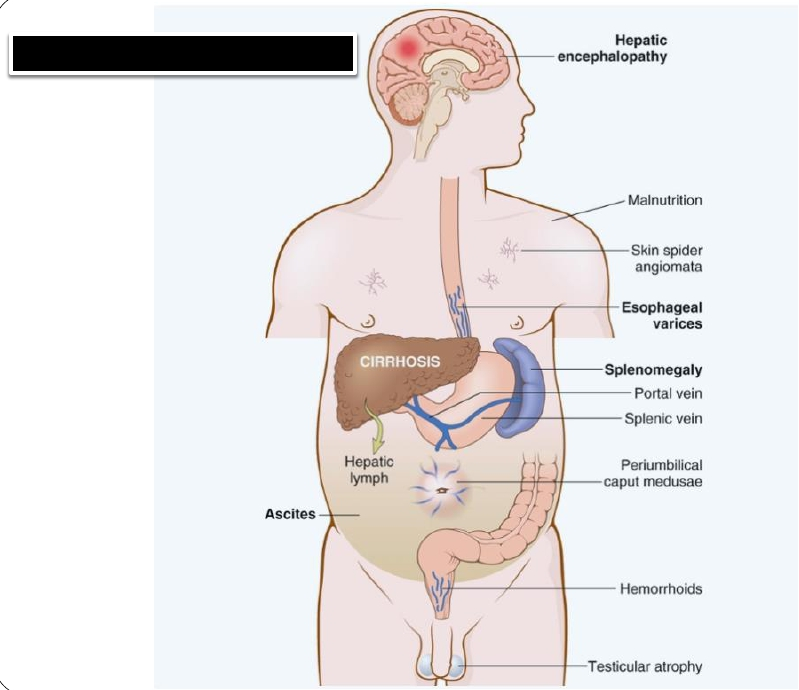 Hepatic
encephalopathy
Malnutrition
Skin spider
angiomata
Esophageal
varices
CIRRHOSIS
Splenomegaly
Portal vein
Splenic vein
Hepatic
lymph
Periumbilical
caput medusae
Ascites
Hemorrhoids
Testicular atrophy